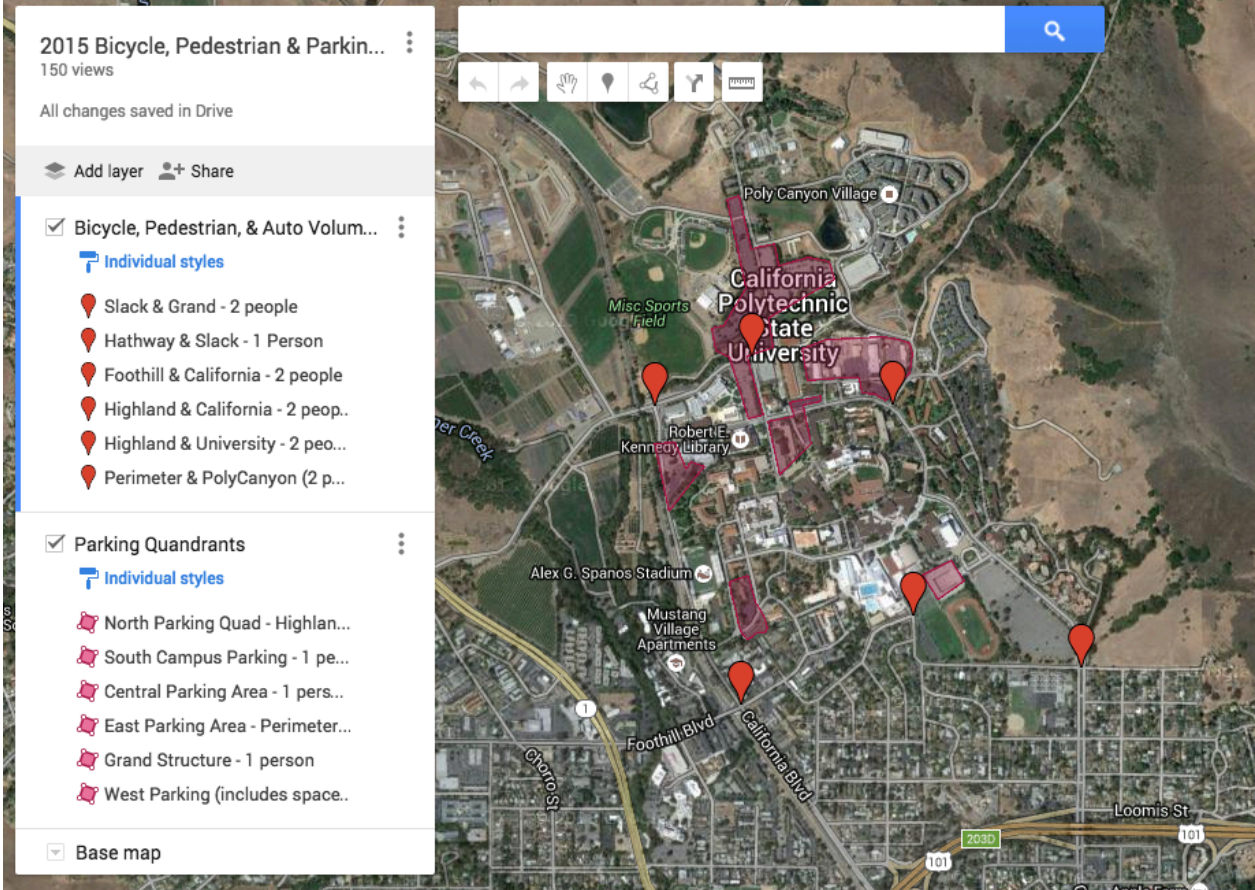 2015 Bicycle, Pedestrian & Parkin...
150 views
All changes saved in Drive
Add layer Share
Bicycle, Pedestrian, & Auto Volum...
Individual styles
Slack & Grand - 2 people
Hathway & Slack - 1 Person
Foothill & California - 2 people
Highland & California - 2 peop..
Highland & University - 2 peo...
Perimeter & PolyCanyon (2 p...
Parking Quandrants
Individual styles
North Parking Quad - Highlan...
South Campus Parking - 1 pe...
Central Parking Area - 1 pers...
East Parking Area - Perimeter...
Grand Structure - 1 person
West Parking (includes space..
Base map
Poly Canyon Village
California
Polytechnic
State
University
Misc Sports
Field
Robert E.
Kennedy Library
per Creek
Alex G. Spanos Stadium
Mustang
Village
Apartments
1
Foothill Blvd
California Blvd
Chorro St
Loomis St
203D
101
101